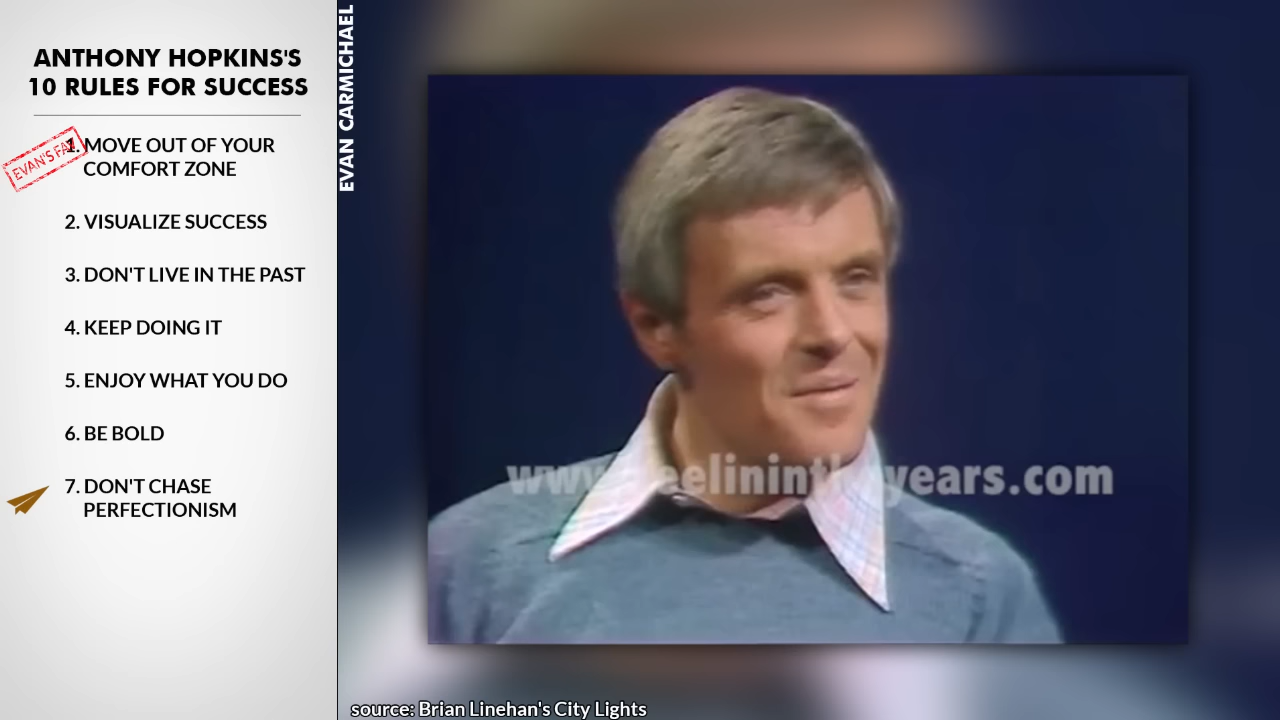 ANTHONY HOPKINS'S
10 RULES FOR SUCCESS
EVAN'S
1. MOVE OUT OF YOUR
COMFORT ZONE
2. VISUALIZE SUCCESS
3. DON'T LIVE IN THE PAST
4. KEEP DOING IT
5. ENJOY WHAT YOU DO
6. BE BOLD
7. DON'T CHASE
PERFECTIONISM
EVAN CARMICHAEL
source: Brian Linehan's City Lights